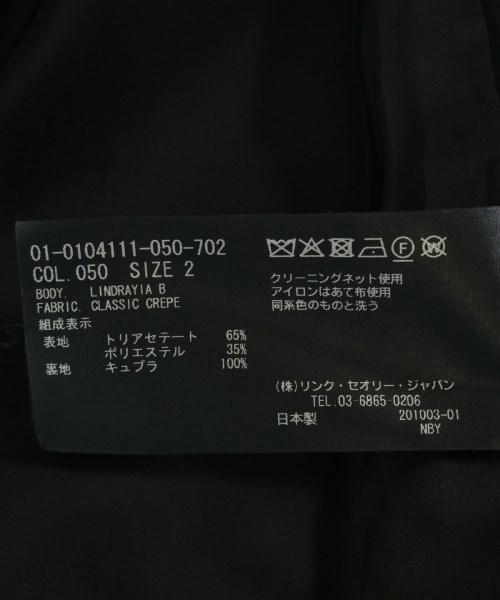 01-0104111-050-702
COL. 050 SIZE 2
BODY. LINDRAYIA B
FABRIC. CLASSIC CREPE
組成表示
表地 トリアセテート 65%
ポリエステル 35%
裏地 キュプラ 100%
クリーニングネット使用
アイロンはあて布使用
同系色のものと洗う
(株)リンク・セオリー・ジャパン
TEL.03-6865-0206
日本製 201003-01
NBY